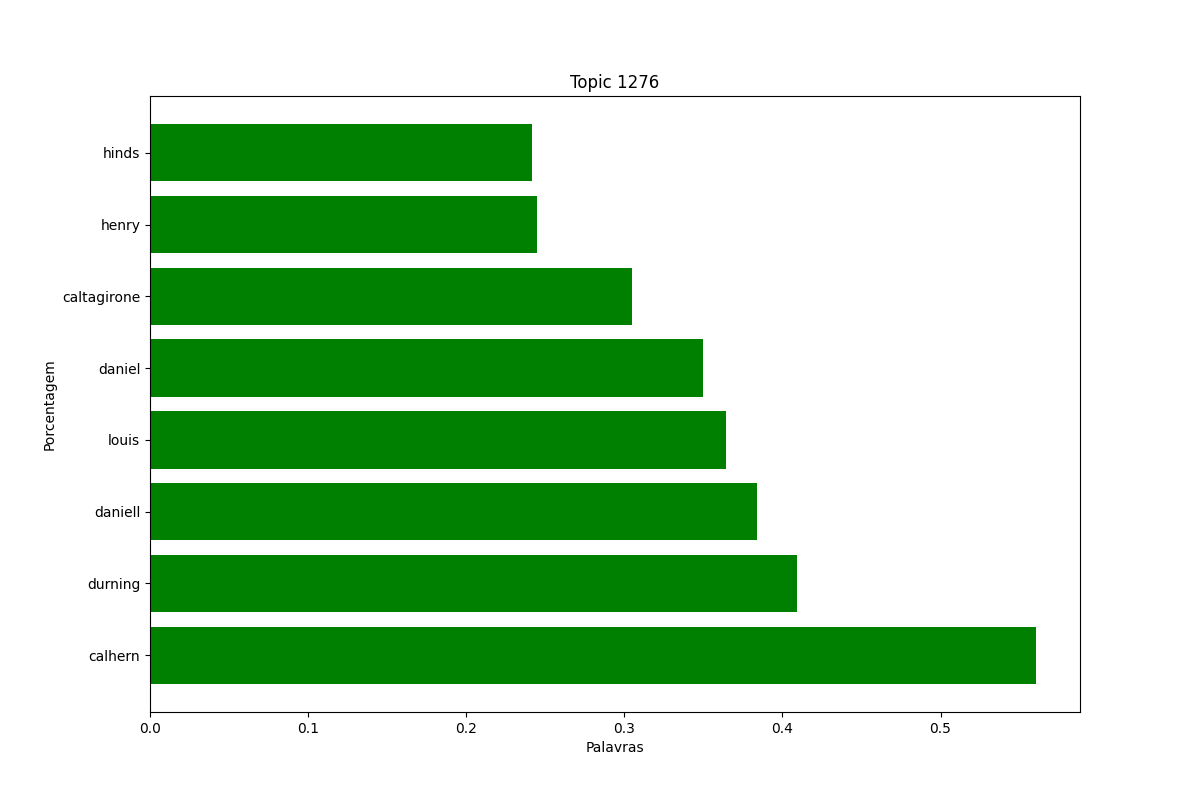 Topic 1276
hinds
henry
caltagirone
daniel
louis
daniell
durning
calhern
Porcentagem
0.0 0.1 0.2 0.3 0.4 0.5
Palavras